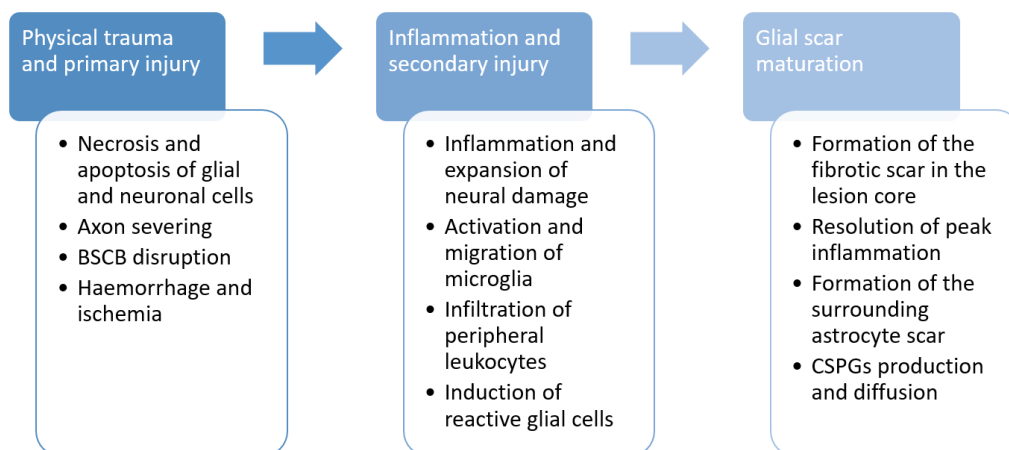 Physical trauma
and primary injury
• Necrosis and
apoptosis of glial
and neuronal cells
• Axon severing
• BSCB disruption
• Haemorrhage and
ischemia
Inflammation and
secondary injury
• Inflammation and
expansion of
neural damage
• Activation and
migration of
microglia
• Infiltration of
peripheral
leukocytes
• Induction of
reactive glial cells
Glial scar
maturation
• Formation of the
fibrotic scar in the
lesion core
• Resolution of peak
inflammation
• Formation of the
surrounding
astrocyte scar
• CSPGs production
and diffusion